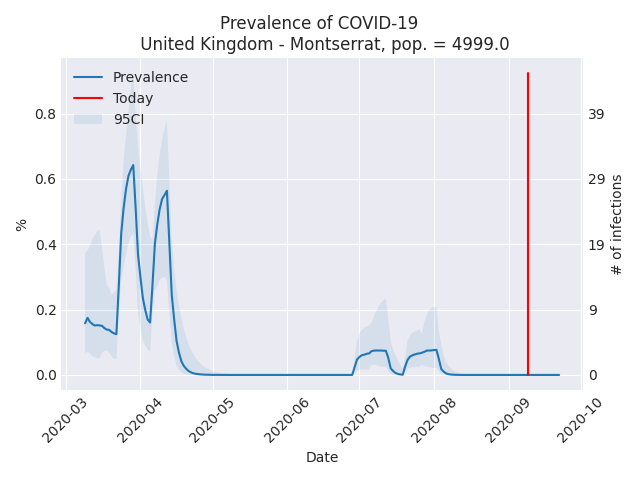 Prevalence of COVID-19
United Kingdom - Montserrat, pop. = 4999.0
Prevalence
Today
95CI
0.8
0.6
0.4
0.2
0.0
%
39
29
19
9
0
# of infections
2020-03
2020-04
2020-05
2020-06
2020-07
2020-08
2020-09
2020-10
Date